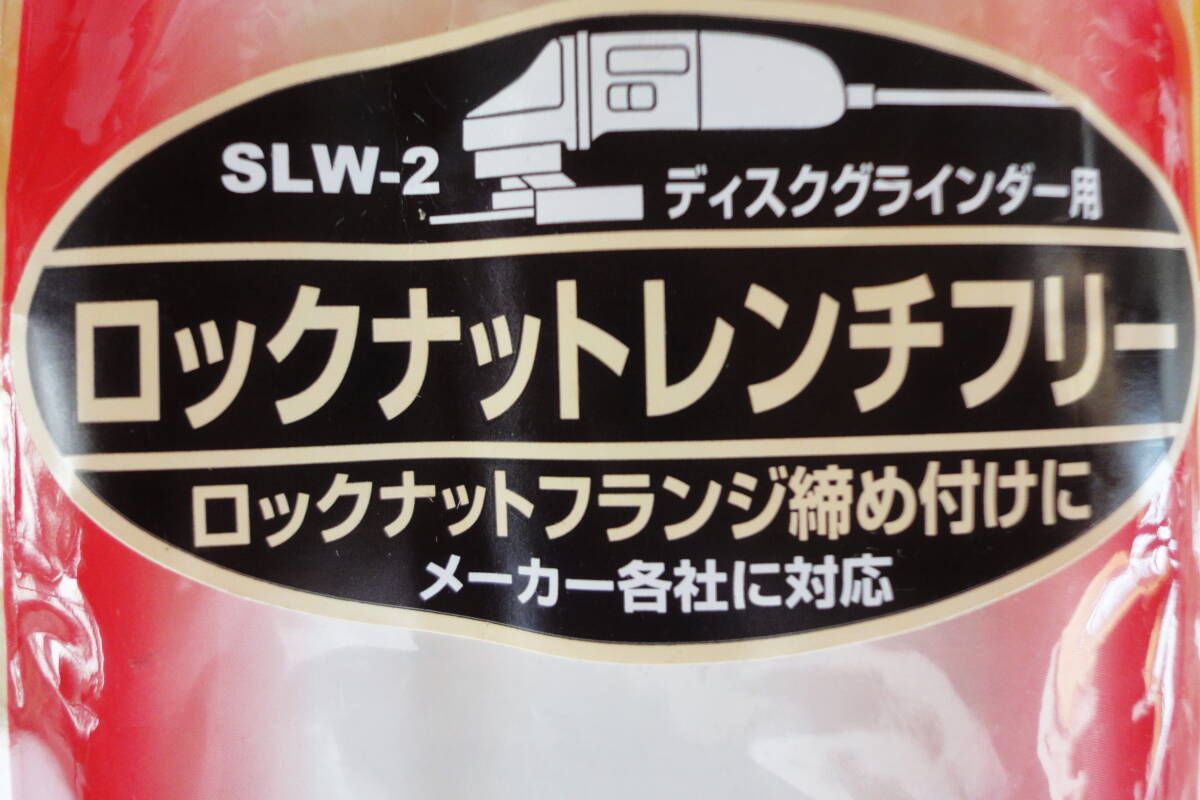 SLW-2
ディスクグラインダー用
ロックナットレンチフリー
ロックナットフランジ締め付けに
メーカー各社に対応